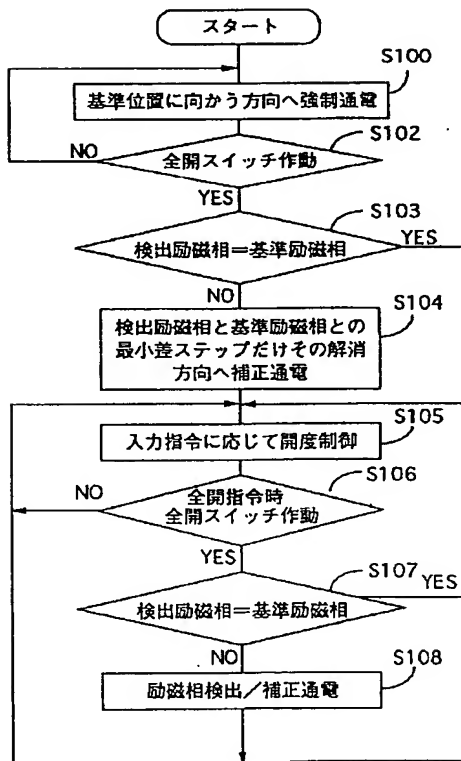 スタート
S100
基準位置に向かう方向へ強制通電
S102
NO
全開スイッチ作動
YES
S103
YES
検出励磁相=基準励磁相
NO
S104
検出励磁相と基準励磁相との
最小差ステップだけその解消
方向へ補正通電
S105
入力指令に応じて開度制御
S106
NO
全開指令時
全開スイッチ作動
YES
S107
YES
検出励磁相=基準励磁相
NO
S108
励磁相検出/補正通電